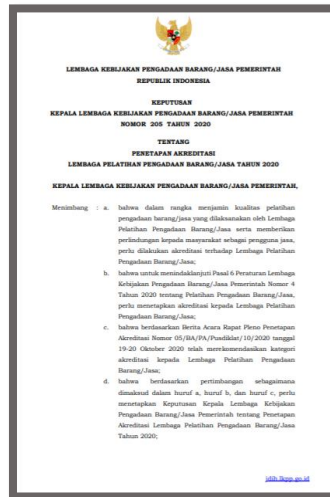 LEMBAGA KEBIJAKAN PENGADAAN BARANG/JASA PEMERINTAH
REPUBLIK INDONESIA
KEPUTUSAN
KEPALA LEMBAGA KEBIJAKAN PENGADAAN BARANG/JASA PEMERINTAH
NOMOR 205 TAHUN 2020
TENTANG
PENETAPAN AKREDITASI
LEMBAGA PELATIHAN PENGADAAN BARANG/JASA TAHUN 2020
KEPALA LEMBAGA KEBIJAKAN PENGADAAN BARANG/JASA PEMERINTAH,
Menimbang : a. bahwa dalam rangka menjamin kualitas pelatihan
pengadaan barang/jasa yang dilaksanakan oleh Lembaga
Pelatihan Pengadaan Barang/Jasa serta memberikan
perlindungan kepada masyarakat sebagai pengguna jasa,
perlu dilakukan akreditasi terhadap Lembaga Pelatihan
Pengadaan Barang/Jasa;
b. bahwa untuk menindaklanjuti Pasal 6 Peraturan Lembaga
Kebijakan Pengadaan Barang/Jasa Pemerintah Nomor 4
Tahun 2020 tentang Pelatihan Pengadaan Barang/Jasa,
perlu menetapkan akreditasi kepada Lembaga Pelatihan
Pengadaan Barang/Jasa;
c. bahwa berdasarkan Berita Acara Rapat Pleno Penetapan
Akreditasi Nomor 05/BA/PA/Pusdiklat/10/2020 tanggal
19-20 Oktober 2020 telah merekomendasikan kategori
akreditasi kepada Lembaga Pelatihan Pengadaan
Barang/Jasa;
d. bahwa berdasarkan pertimbangan sebagaimana
dimaksud dalam huruf a, huruf b, dan huruf c, perlu
menetapkan Keputusan Kepala Lembaga Kebijakan
Pengadaan Barang/Jasa Pemerintah tentang Penetapan
Akreditasi Lembaga Pelatihan Pengadaan Barang/Jasa
Tahun 2020;
jdih.lkpp.go.id